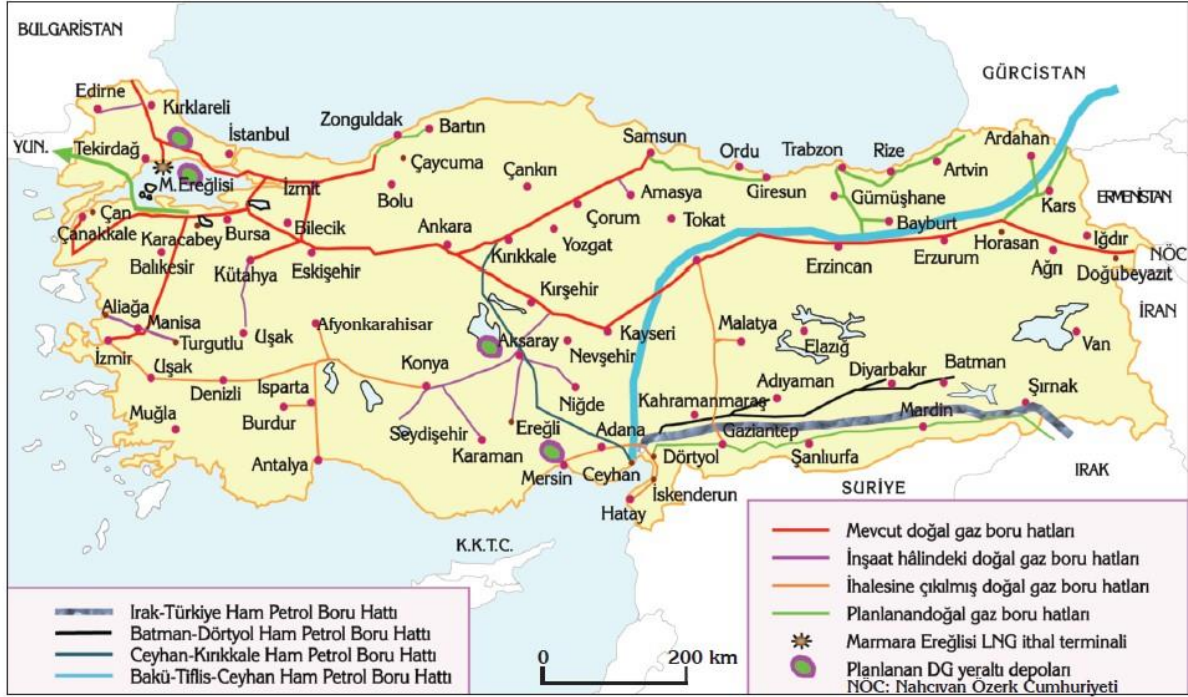 BULGARİSTAN
GÜRCİSTAN
Edirne
Kırklareli
İstanbul
Zonguldak
Bartın
Samsun
Ordu
Trabzon
Rize
Ardahan
YUN.
Tekirdağ
Çaycuma
Çankırı
Giresun
Artvin
M.Ereğlisi
İzmit
Bolu
Amasya
Gümüşhane
ERMENİSTAN
Kars
Çan
Çanakkale
Karacabey
Bursa
Bilecik
Ankara
Çorum
Tokat
Bayburt
Kırıkkale
Yozgat
Horasan
Iğdır
Balıkesir
Kütahya
Eskişehir
Erzincan
Erzurum
Ağrı
NÖC
Doğubeyazıt
Kırşehir
İRAN
Aliağa
Manisa
Turgutlu
Uşak
Afyonkarahisar
Aksaray
Kayseri
Malatya
Elazığ
Van
İzmir
Uşak
Konya
Nevşehir
Diyarbakır
Batman
Denizli
Isparta
Niğde
Kahramanmaraş
Adıyaman
Şırnak
Muğla
Burdur
Seydişehir
Ereğli
Adana
Gaziantep
Mardin
Karaman
Antalya
Mersin
Ceyhan
Dörtyol
Şanlıurfa
IRAK
İskenderun
SURİYE
Hatay
K.K.T.C.
Irak-Türkiye Ham Petrol Boru Hattı
Batman-Dörtyol Ham Petrol Boru Hattı
Ceyhan-Kırıkkale Ham Petrol Boru Hattı
Bakü-Tiflis-Ceyhan Ham Petrol Boru Hattı
0 200 km
Mevcut doğal gaz boru hatları
İnşaat hâlindeki doğal gaz boru hatları
İhalesine çıkılmış doğal gaz boru hatları
Planlanandoğal gaz boru hatları
Marmara Ereğlisi LNG ithal terminali
Planlanan DG yeraltı depoları
NÖC: Nahcıvan Özerk Cumhuriyeti